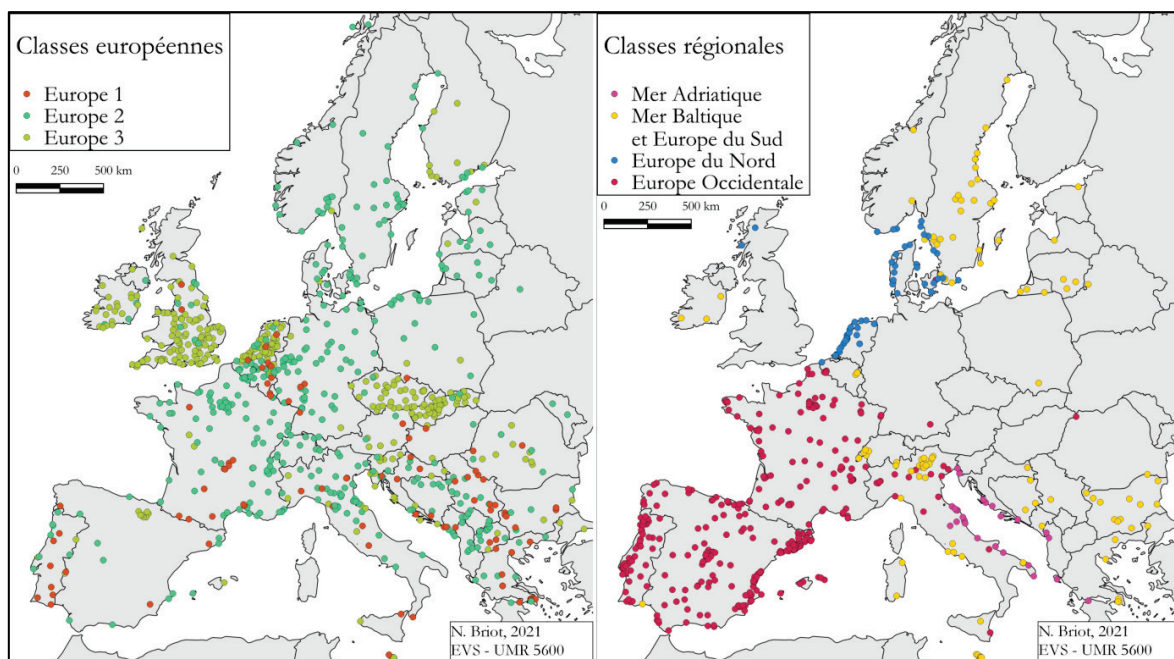 Classes européennes
Europe 1
Europe 2
Europe 3
0 250 500 km
N. Briot, 2021
EVS - UMR 5600
Classes régionales
Mer Adriatique
Mer Baltique
et Europe du Sud
Europe du Nord
Europe Occidentale
0 250 500 km
N. Briot, 2021
EVS - UMR 5600